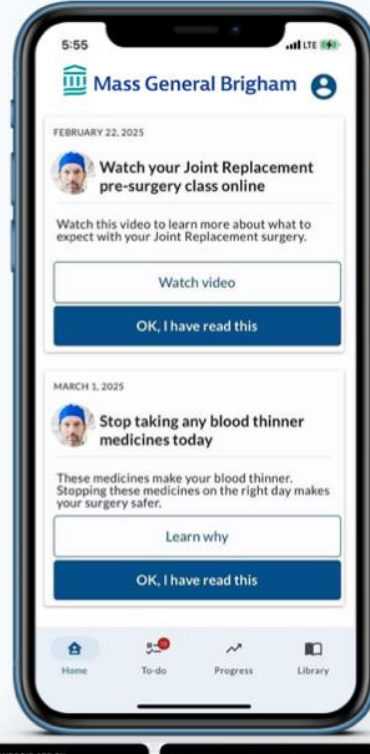 5:55
LTE
Mass General Brigham
FEBRUARY 22, 2025
Watch your Joint Replacement
pre-surgery class online
Watch this video to learn more about what to
expect with your Joint Replacement surgery.
Watch video
OK, I have read this
MARCH 1, 2025
Stop taking any blood thinner
medicines today
These medicines make your blood thinner.
Stopping these medicines on the right day makes
your surgery safer.
Learn why
OK, I have read this
Home To-do Progress Library